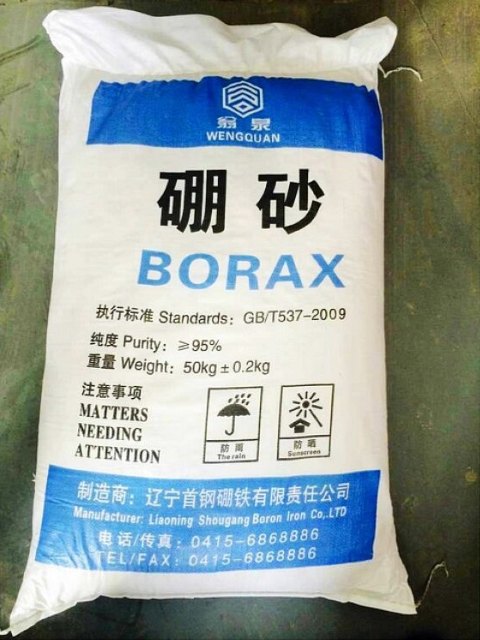 翁泉
WENGQUAN
硼砂
BORAX
执行标准 Standards: GB/T537-2009
纯度 Purity: ≥95%
重量 Weight: 50kg±0.2kg
注意事项
MATTERS
NEEDING
ATTENTION
防雨
The rain
防晒
Sunscreen
制造商: 辽宁首钢硼铁有限责任公司
Manufacturer: Liaoning Shougang Boron Iron Co,.LTD
电话/传真: 0415-6868886
TEL/FAX: 0415-6868886